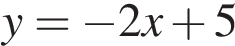 y = −2x + 5